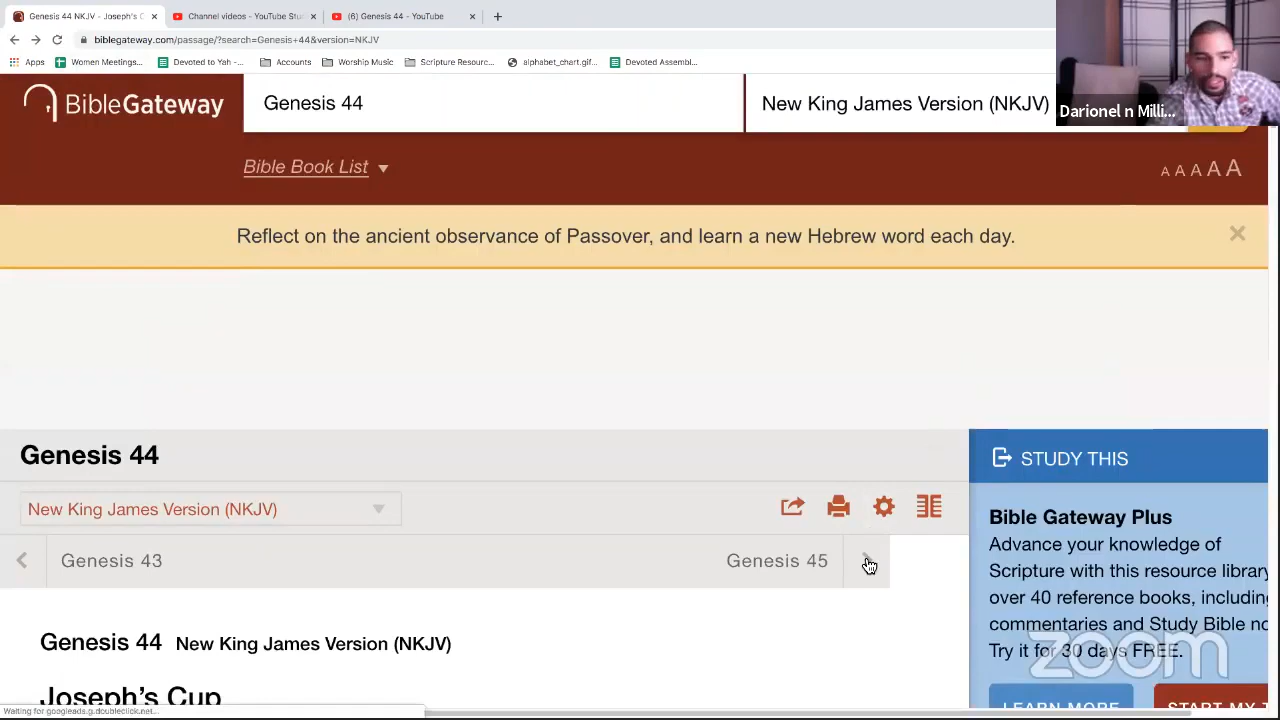 Genesis 44 NKJV - Joseph's C
Channel videos - YouTube Stu
(6) Genesis 44 - YouTube
biblegateway.com/passage/?search=Genesis+44&version=NKJV
Apps
Women Meetings...
Devoted to Yah -...
Accounts
Worship Music
Scripture Resourc...
alphabet_chart.gif...
Devoted Assembl...
BibleGateway
Genesis 44
New King James Version (NKJV)
Darionel n Milli...
Bible Book List
A A A A A
Reflect on the ancient observance of Passover, and learn a new Hebrew word each day.
Genesis 44
STUDY THIS
New King James Version (NKJV)
Genesis 43
Genesis 45
Bible Gateway Plus
Advance your knowledge of
Scripture with this resource library
over 40 reference books, including
commentaries and Study Bible no
Try it for 30 days FREE.
Genesis 44 New King James Version (NKJV)
Joseph's Cup
zoom
LEARN MORE
START MY T
Waiting for googleads.g.doubleclick.net...